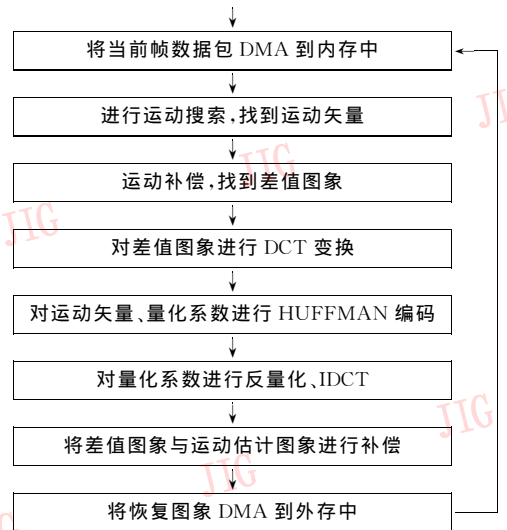 将当前帧数据包 DMA 到内存中
进行运动搜索,找到运动矢量
运动补偿,找到差值图象
对差值图象进行 DCT 变换
对运动矢量、量化系数进行 HUFFMAN 编码
对量化系数进行反量化、IDCT
将差值图象与运动估计图象进行补偿
将恢复图象 DMA 到外存中
JIG
JIG
JIG
JIG